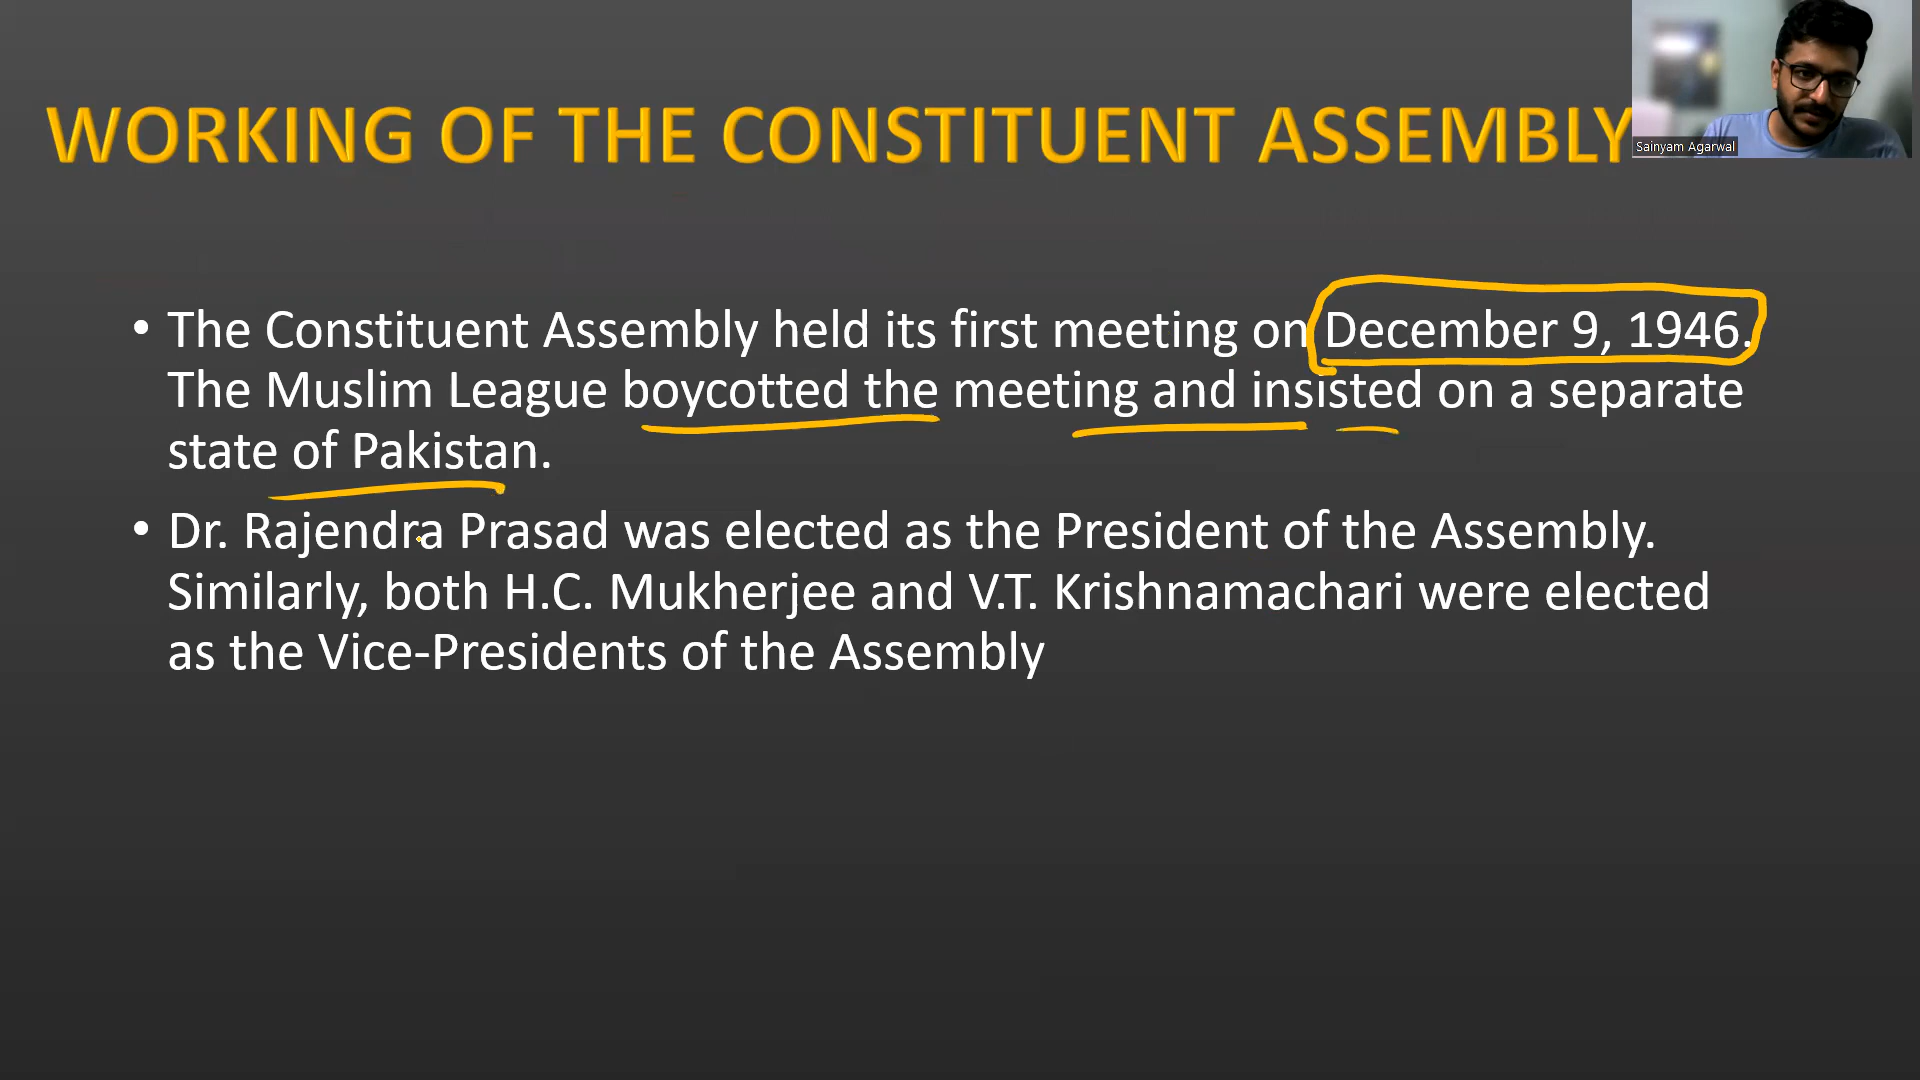 WORKING OF THE CONSTITUENT ASSEMBLY
Sainyam Agarwal
• The Constituent Assembly held its first meeting on December 9, 1946.
The Muslim League boycotted the meeting and insisted on a separate
state of Pakistan.
• Dr. Rajendra Prasad was elected as the President of the Assembly.
Similarly, both H.C. Mukherjee and V.T. Krishnamachari were elected
as the Vice-Presidents of the Assembly